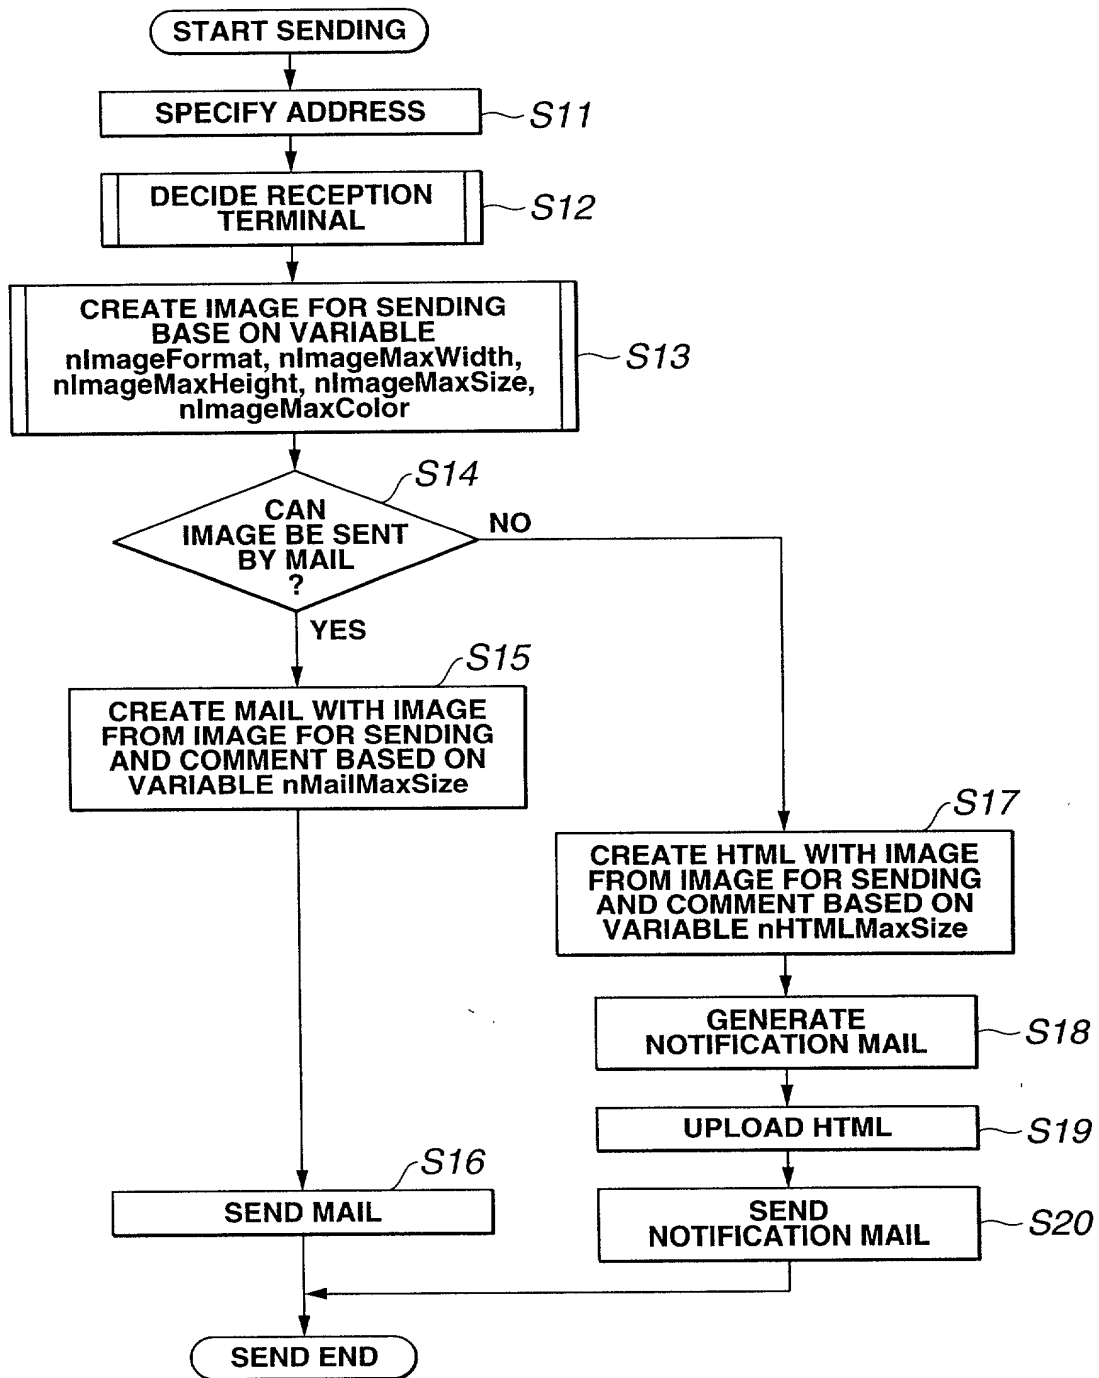 START SENDING
SPECIFY ADDRESS
S11
DECIDE RECEPTION
TERMINAL
S12
CREATE IMAGE FOR SENDING
BASE ON VARIABLE
nImageFormat, nImageMaxWidth,
nImageMaxHeight, nImageMaxSize,
nImageMaxColor
S13
S14
CAN
IMAGE BE SENT
BY MAIL
?
NO
YES
S15
CREATE MAIL WITH IMAGE
FROM IMAGE FOR SENDING
AND COMMENT BASED ON
VARIABLE nMailMaxSize
S17
CREATE HTML WITH IMAGE
FROM IMAGE FOR SENDING
AND COMMENT BASED ON
VARIABLE nHTMLMaxSize
GENERATE
NOTIFICATION MAIL
S18
UPLOAD HTML
S19
S16
SEND MAIL
SEND
NOTIFICATION MAIL
S20
SEND END